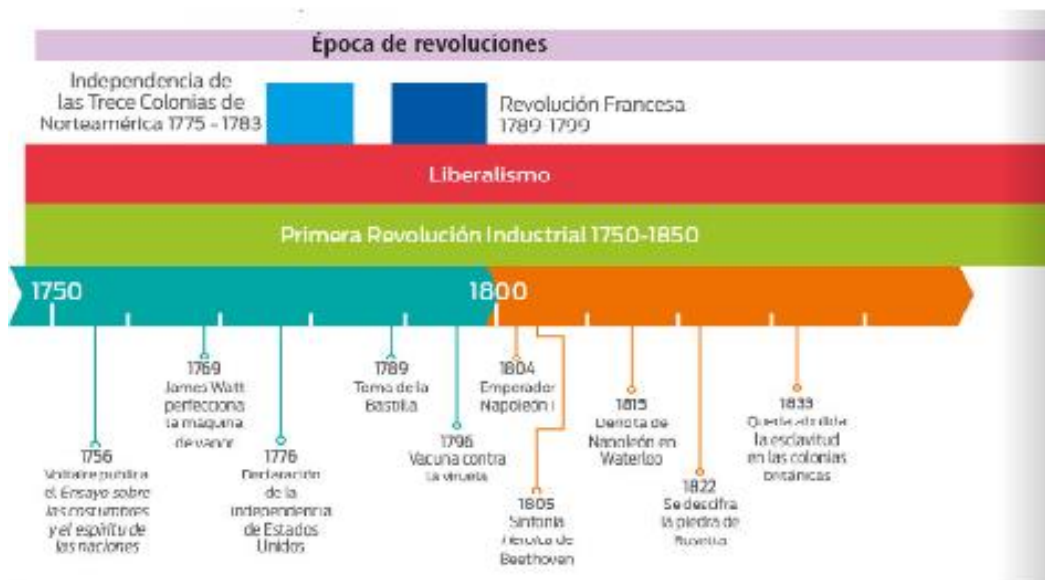 Época de revoluciones
Independencia de
las Trece Colonias de
Norteamérica 1775 - 1783
Revolución Francesa
1789-1799
Liberalismo
Primera Revolución Industrial 1750-1850
1750
1800
1756
Voltaire publica
el Ensayo sobre
las costumbres
y el espíritu de
las naciones
1769
James Watt
perfecciona
la máquina
de vapor
1776
Declaración
de la
independencia
de Estados
Unidos
1789
Toma de la
Bastilla
1796
Vacuna contra
la viruela
1804
Emperador
Napoleón I
1805
Sinfonía
Heroica de
Beethoven
1815
Derrota de
Napoleón en
Waterloo
1822
Se descifra
la piedra de
Rosetta
1833
Queda abolida
la esclavitud
en las colonias
británicas